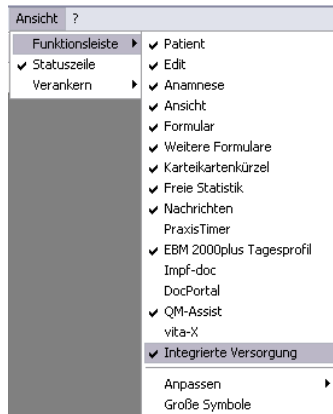 Ansicht ?
Funktionsleiste
Statuszeile
Verankern
Patient
Edit
Anamnese
Ansicht
Formular
Weitere Formulare
Karteikartenkürzel
Freie Statistik
Nachrichten
PraxisTimer
EBM 2000plus Tagesprofil
Impf-doc
DocPortal
QM-Assist
vita-X
Integrierte Versorgung
Anpassen
Große Symbole